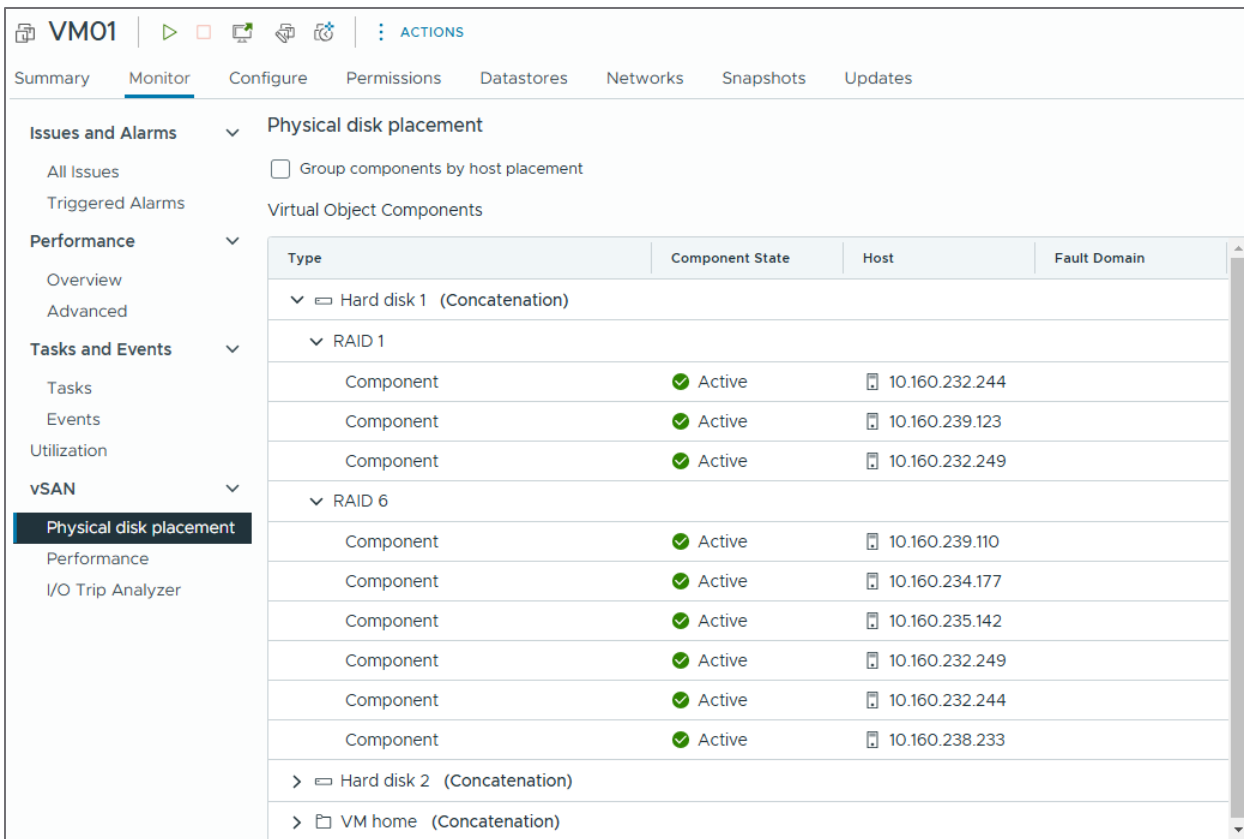 VM01 ACTIONS
Summary Monitor Configure Permissions Datastores Networks Snapshots Updates
Issues and Alarms
All Issues
Triggered Alarms
Performance
Overview
Advanced
Tasks and Events
Tasks
Events
Utilization
vSAN
Physical disk placement
Performance
I/O Trip Analyzer
Physical disk placement
Group components by host placement
Virtual Object Components
Type Component State Host Fault Domain
Hard disk 1 (Concatenation)
RAID 1
Component Active 10.160.232.244
Component Active 10.160.239.123
Component Active 10.160.232.249
RAID 6
Component Active 10.160.239.110
Component Active 10.160.234.177
Component Active 10.160.235.142
Component Active 10.160.232.249
Component Active 10.160.232.244
Component Active 10.160.238.233
Hard disk 2 (Concatenation)
VM home (Concatenation)